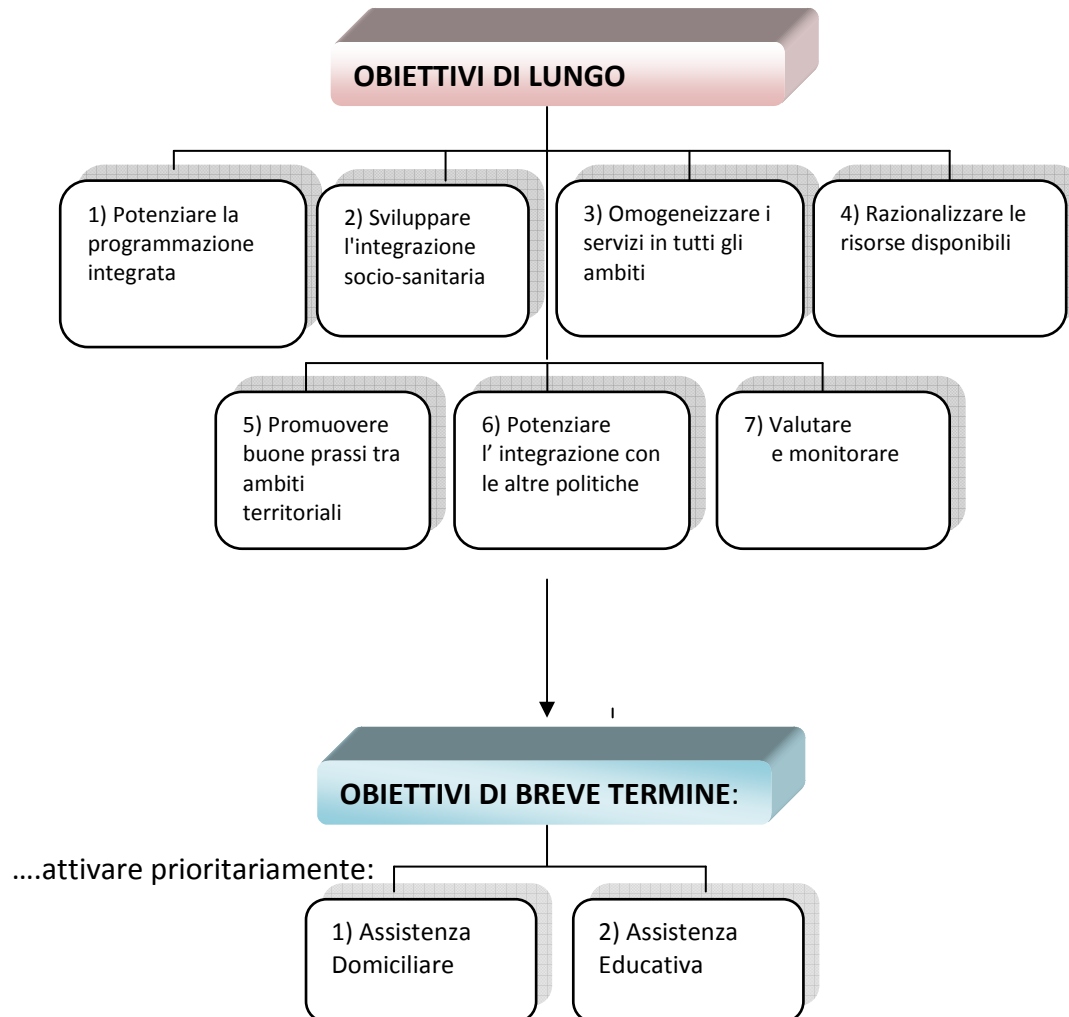 OBIETTIVI DI LUNGO
1) Potenziare la
programmazione
integrata
2) Sviluppare
l'integrazione
socio-sanitaria
3) Omogeneizzare i
servizi in tutti gli
ambiti
4) Razionalizzare le
risorse disponibili
5) Promuovere
buone prassi tra
ambiti
territoriali
6) Potenziare
l’ integrazione con
le altre politiche
7) Valutare
e monitorare
OBIETTIVI DI BREVE TERMINE:
….attivare prioritariamente:
1) Assistenza
Domiciliare
2) Assistenza
Educativa